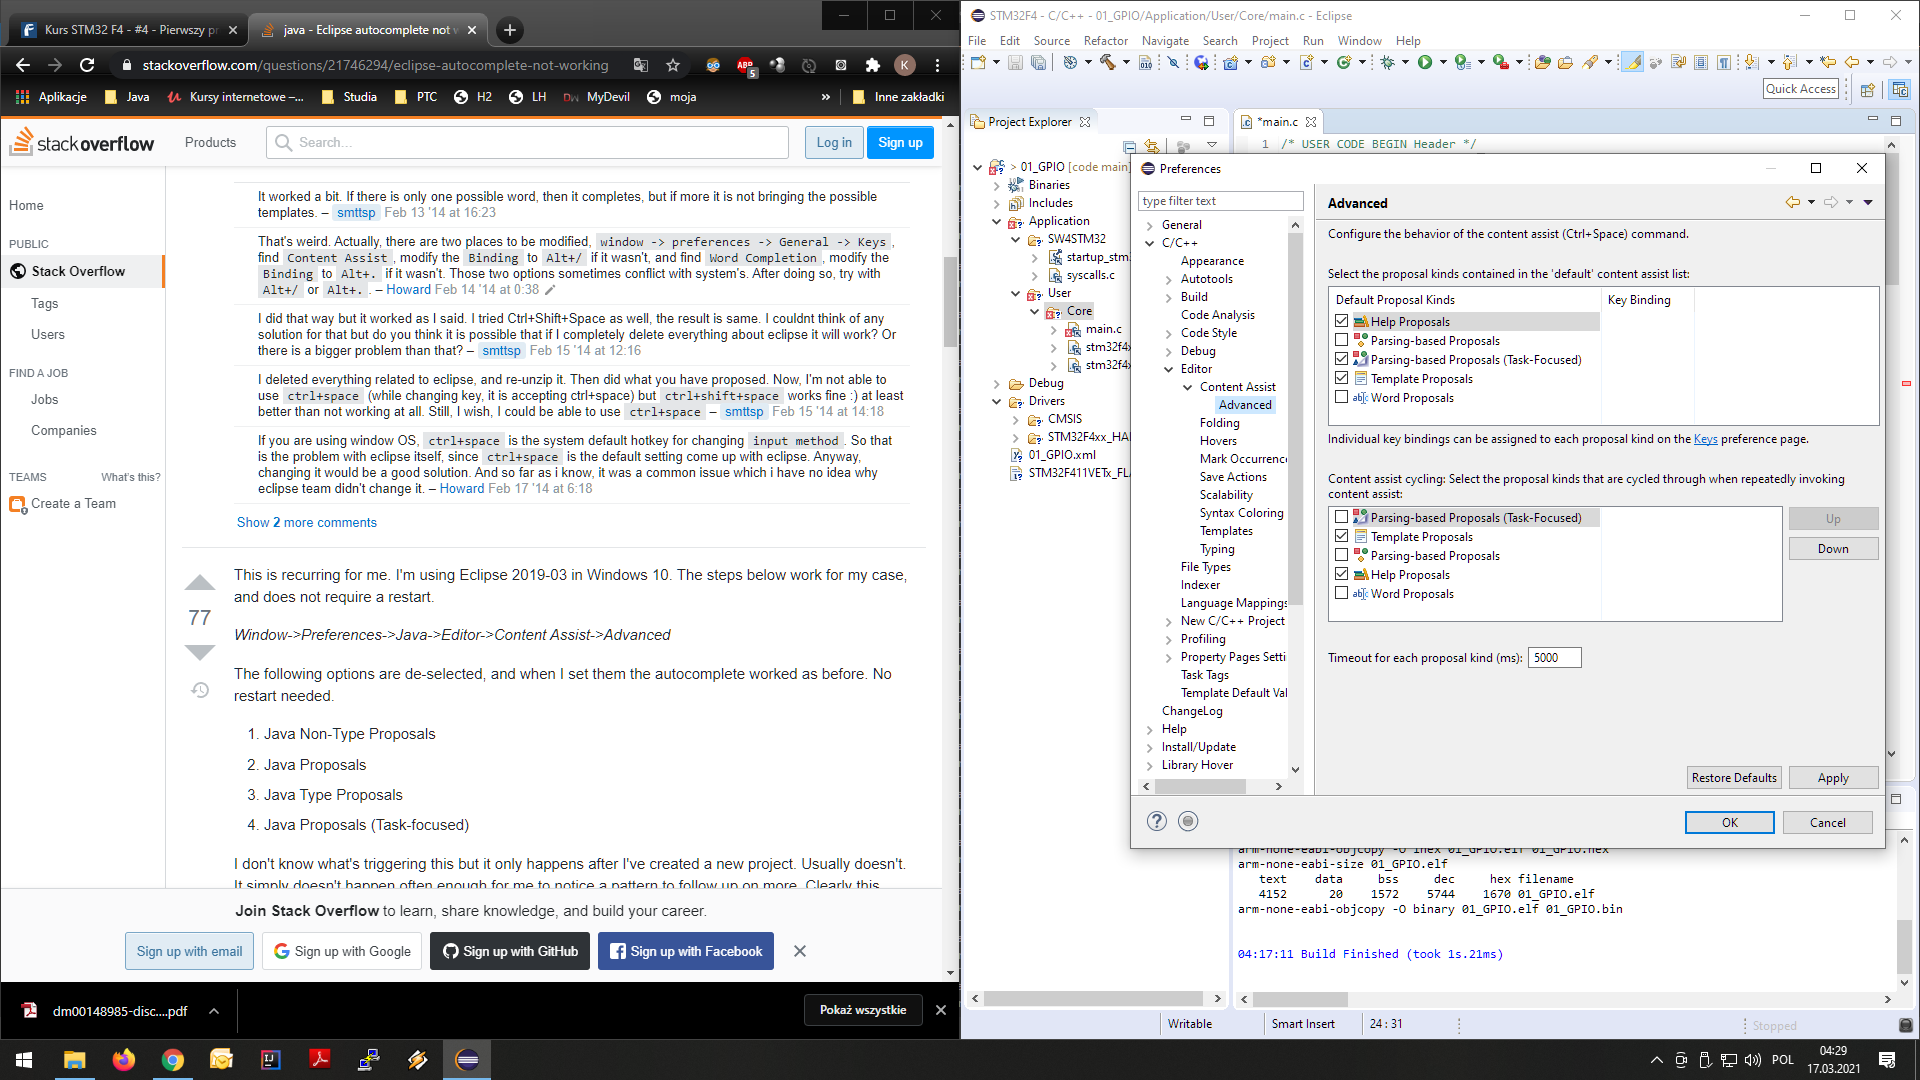 Kurs STM32 F4 - #4 - Pierwszy pr
java - Eclipse autocomplete not w
stackoverflow.com/questions/21746294/eclipse-autocomplete-not-working
ABP
5
K
Aplikacje
Java
Kursy internetowe –...
Studia
PTC
H2
LH
MyDevil
moja
»
Inne zakładki
stackoverflow
Products
Search...
Log in
Sign up
Home
PUBLIC
Stack Overflow
Tags
Users
FIND A JOB
Jobs
Companies
TEAMS
What's this?
Create a Team
It worked a bit. If there is only one possible word, then it completes, but if more it is not bringing the possible
templates. – smttsp Feb 13 '14 at 16:23
That's weird. Actually, there are two places to be modified, window -> preferences -> General -> Keys,
find Content Assist, modify the Binding to Alt+/ if it wasn't, and find Word Completion, modify the
Binding to Alt+. if it wasn't. Those two options sometimes conflict with system's. After doing so, try with
Alt+/ or Alt+. . – Howard Feb 14 '14 at 0:38
I did that way but it worked as I said. I tried Ctrl+Shift+Space as well, the result is same. I couldnt think of any
solution for that but do you think it is possible that if I completely delete everything about eclipse it will work? Or
there is a bigger problem than that? – smttsp Feb 15 '14 at 12:16
I deleted everything related to eclipse, and re-unzip it. Then did what you have proposed. Now, I'm not able to
use ctrl+space (while changing key, it is accepting ctrl+space) but ctrl+shift+space works fine :) at least
better than not working at all. Still, I wish, I could be able to use ctrl+space – smttsp Feb 15 '14 at 14:18
If you are using window OS, ctrl+space is the system default hotkey for changing input method. So that
is the problem with eclipse itself, since ctrl+space is the default setting come up with eclipse. Anyway,
changing it would be a good solution. And so far as i know, it was a common issue which i have no idea why
eclipse team didn't change it. – Howard Feb 17 '14 at 6:18
Show 2 more comments
77
This is recurring for me. I'm using Eclipse 2019-03 in Windows 10. The steps below work for my case,
and does not require a restart.
Window->Preferences->Java->Editor->Content Assist->Advanced
The following options are de-selected, and when I set them the autocomplete worked as before. No
restart needed.
1. Java Non-Type Proposals
2. Java Proposals
3. Java Type Proposals
4. Java Proposals (Task-focused)
I don't know what's triggering this but it only happens after I've created a new project. Usually doesn't.
It simply doesn't happen often enough for me to notice a pattern to follow up on more. Clearly this
Join Stack Overflow to learn, share knowledge, and build your career.
Sign up with email
Sign up with Google
Sign up with GitHub
Sign up with Facebook
dm00148985-disc....pdf
Pokaż wszystkie
STM32F4 - C/C++ - 01_GPIO/Application/User/Core/main.c - Eclipse
File Edit Source Refactor Navigate Search Project Run Window Help
Quick Access
Project Explorer
*main.c
1 /* USER CODE BEGIN Header */
> 01_GPIO [code main]
Binaries
Includes
Application
SW4STM32
startup_stm
syscalls.c
User
Core
main.c
stm32f4x
stm32f4x
Debug
Drivers
CMSIS
STM32F4xx_HA
01_GPIO.xml
STM32F411VETx_FL
Preferences
type filter text
General
C/C++
Appearance
Autotools
Build
Code Analysis
Code Style
Debug
Editor
Content Assist
Advanced
Folding
Hovers
Mark Occurrenc
Save Actions
Scalability
Syntax Coloring
Templates
Typing
File Types
Indexer
Language Mappings
New C/C++ Project
Profiling
Property Pages Setti
Task Tags
Template Default Val
ChangeLog
Help
Install/Update
Library Hover
Advanced
Configure the behavior of the content assist (Ctrl+Space) command.
Select the proposal kinds contained in the 'default' content assist list:
Default Proposal Kinds
Key Binding
Help Proposals
Parsing-based Proposals
Parsing-based Proposals (Task-Focused)
Template Proposals
Word Proposals
Individual key bindings can be assigned to each proposal kind on the Keys preference page.
Content assist cycling: Select the proposal kinds that are cycled through when repeatedly invoking
content assist:
Parsing-based Proposals (Task-Focused)
Template Proposals
Parsing-based Proposals
Help Proposals
Word Proposals
Up
Down
Timeout for each proposal kind (ms): 5000
Restore Defaults
Apply
OK
Cancel
arm-none-eabi-objcopy -O ihex 01_GPIO.elf 01_GPIO.hex
arm-none-eabi-size 01_GPIO.elf
text data bss dec hex filename
4152 20 1572 5744 1670 01_GPIO.elf
arm-none-eabi-objcopy -O binary 01_GPIO.elf 01_GPIO.bin
04:17:11 Build Finished (took 1s.21ms)
Writable
Smart Insert
24 : 31
Stopped
POL
04:29
17.03.2021